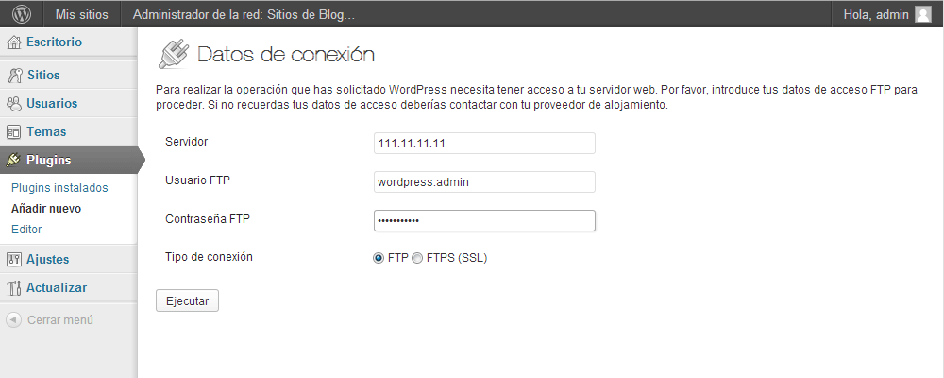 Mis sitios Administrador de la red: Sitios de Blog... Hola, admin
Escritorio
Sitios
Usuarios
Temas
Plugins
Plugins instalados
Añadir nuevo
Editor
Ajustes
Actualizar
Cerrar menú
Datos de conexión
Para realizar la operación que has solicitado WordPress necesita tener acceso a tu servidor web. Por favor, introduce tus datos de acceso FTP para
proceder. Si no recuerdas tus datos de acceso deberías contactar con tu proveedor de alojamiento.
Servidor 111.11.11.11
Usuario FTP wordpress.admin
Contraseña FTP •••••••••••
Tipo de conexión FTP FTPS (SSL)
Ejecutar